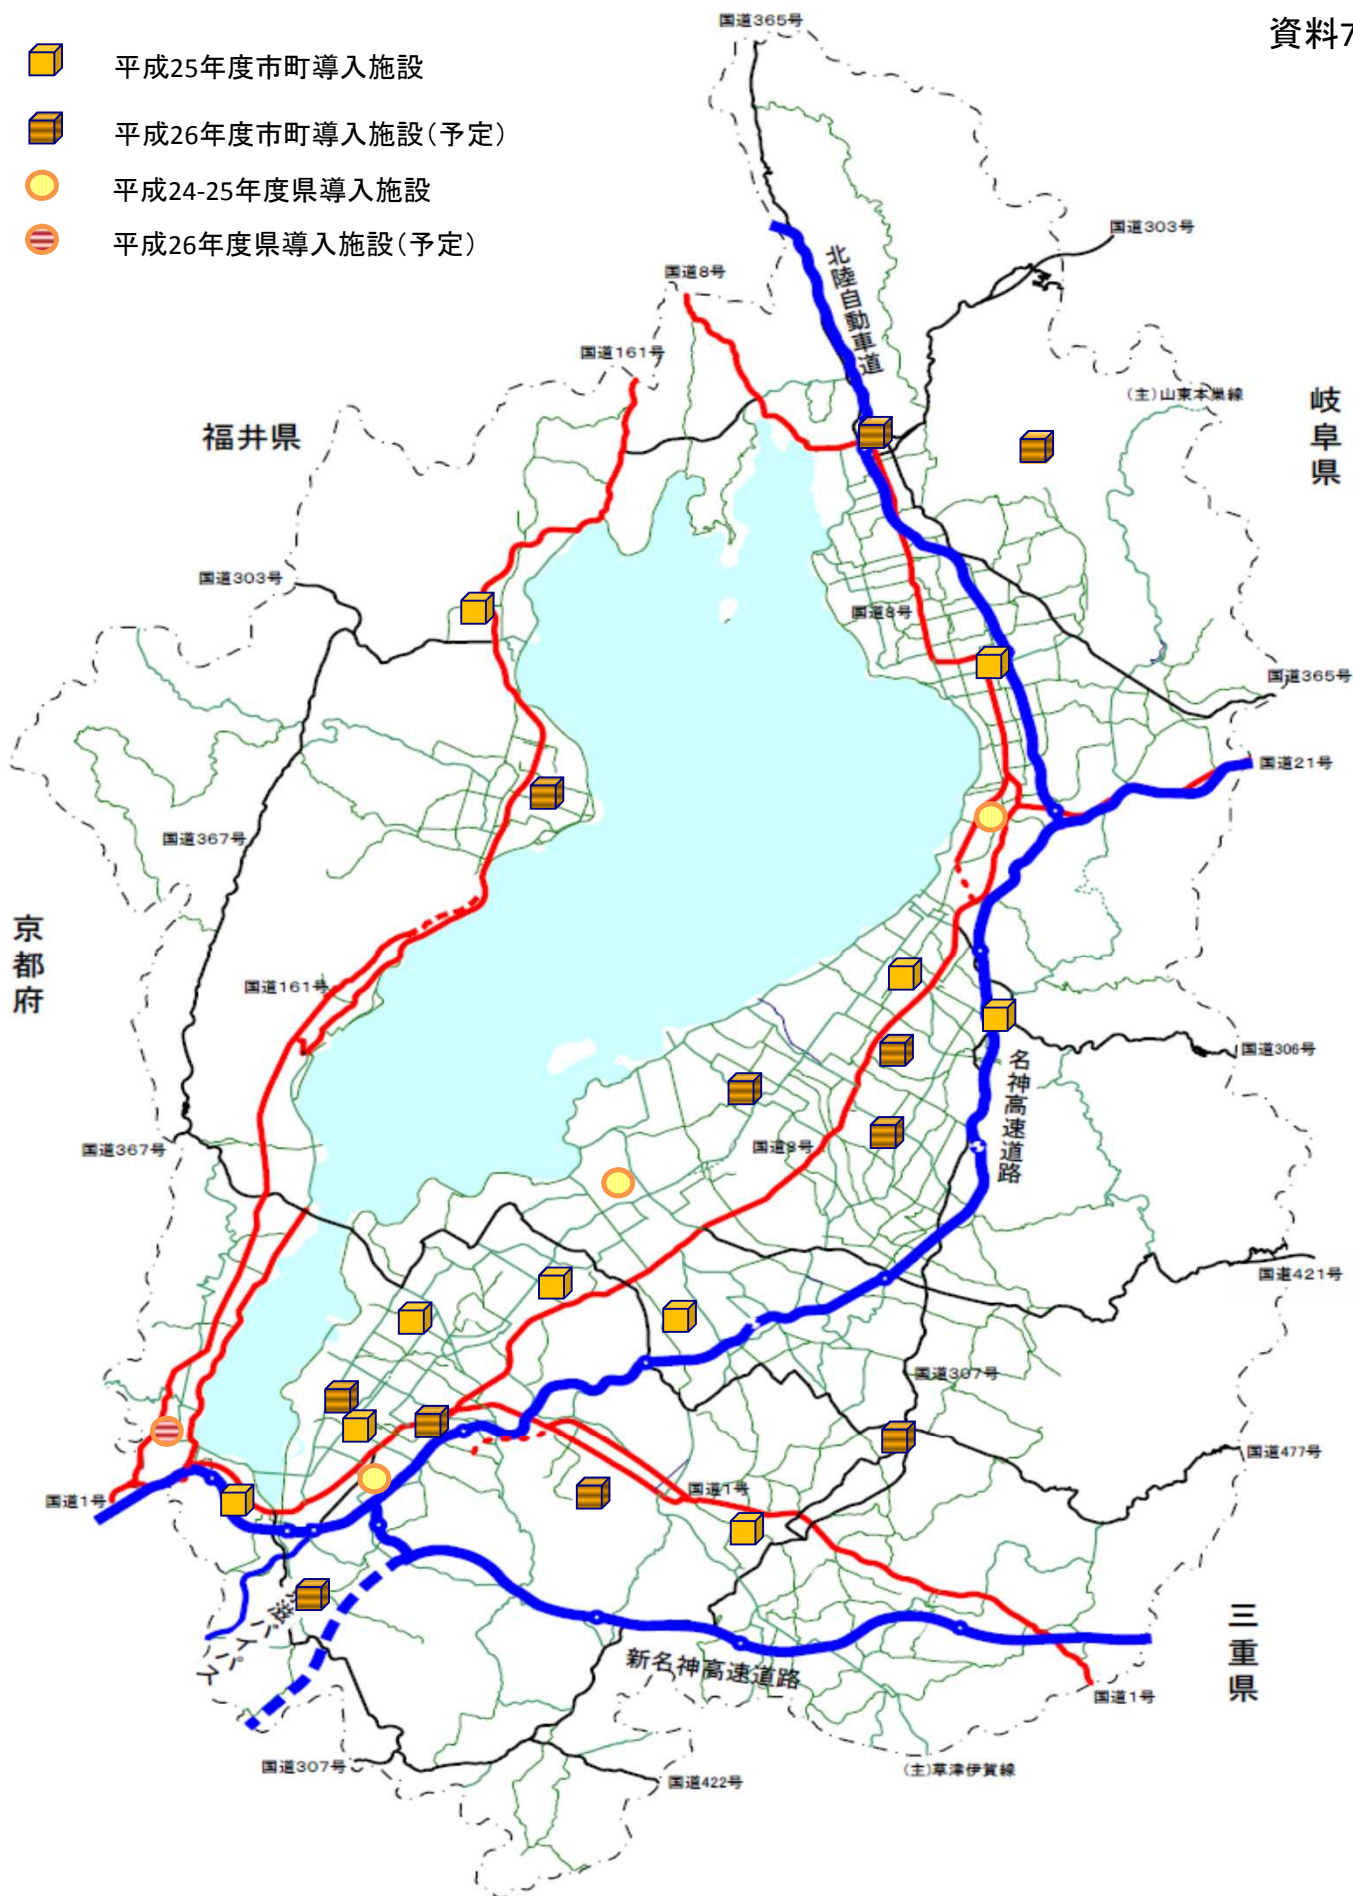 資料7
平成25年度市町導入施設
平成26年度市町導入施設(予定)
平成24-25年度県導入施設
平成26年度県導入施設(予定)
国道365号
国道303号
国道8号
北陸自動車道
国道161号
(主)山東本巣線
岐阜県
福井県
国道303号
国道8号
国道365号
国道21号
国道367号
京都府
国道161号
国道306号
名神高速道路
国道367号
国道8号
国道421号
国道307号
国道477号
国道1号
国道1号
バイパス
三重県
新名神高速道路
国道1号
国道307号
国道422号
(主)草津伊賀線